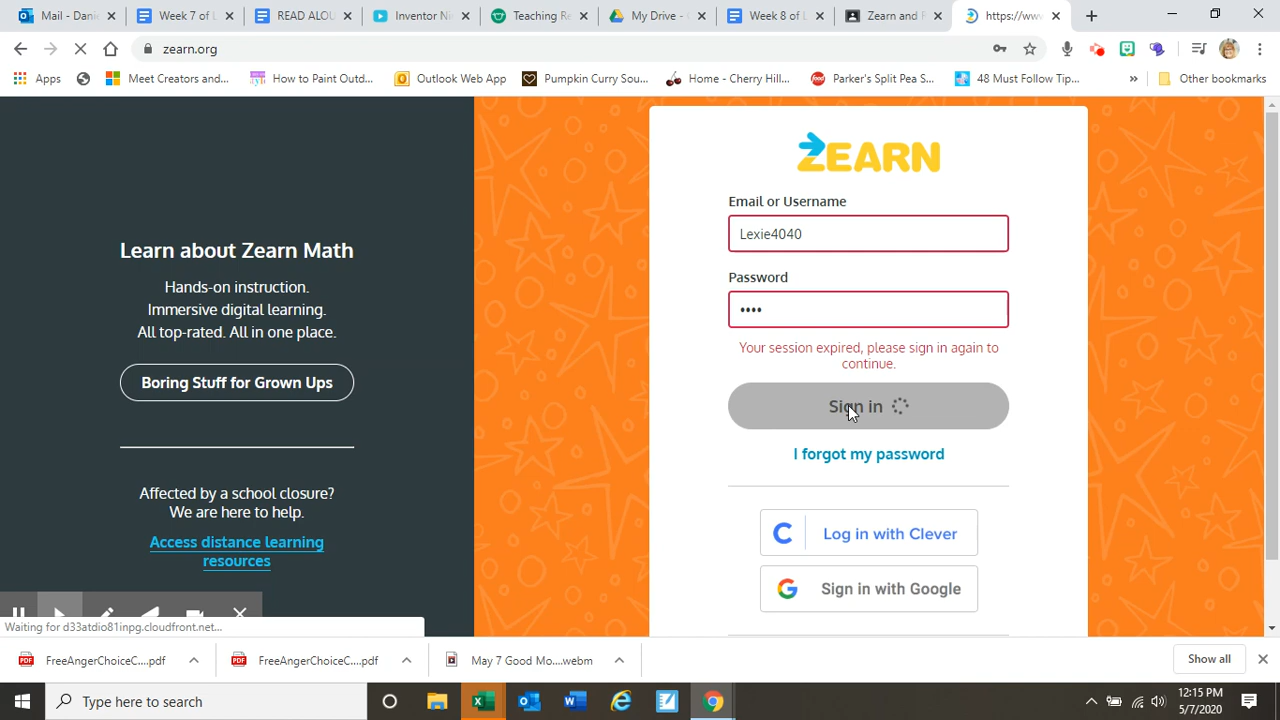 Mail - Danie
Week 7 of L
READ ALOU
Inventor Ni
Teaching Re
My Drive -
Week 8 of L
Zearn and
https://www
zearn.org
Apps
Meet Creators and...
How to Paint Outd...
Outlook Web App
Pumpkin Curry Sou...
Home - Cherry Hill...
Parker's Split Pea S...
48 Must Follow Tip...
»
Other bookmarks
Learn about Zearn Math
Hands-on instruction.
Immersive digital learning.
All top-rated. All in one place.
Boring Stuff for Grown Ups
Affected by a school closure?
We are here to help.
Access distance learning
resources
ZEARN
Email or Username
Lexie4040
Password
••••
Your session expired, please sign in again to
continue.
Sign in
I forgot my password
Log in with Clever
Sign in with Google
Waiting for d33atdio81inpg.cloudfront.net...
FreeAngerChoiceC....pdf
FreeAngerChoiceC....pdf
May 7 Good Mo....webm
Show all
Type here to search
12:15 PM
5/7/2020